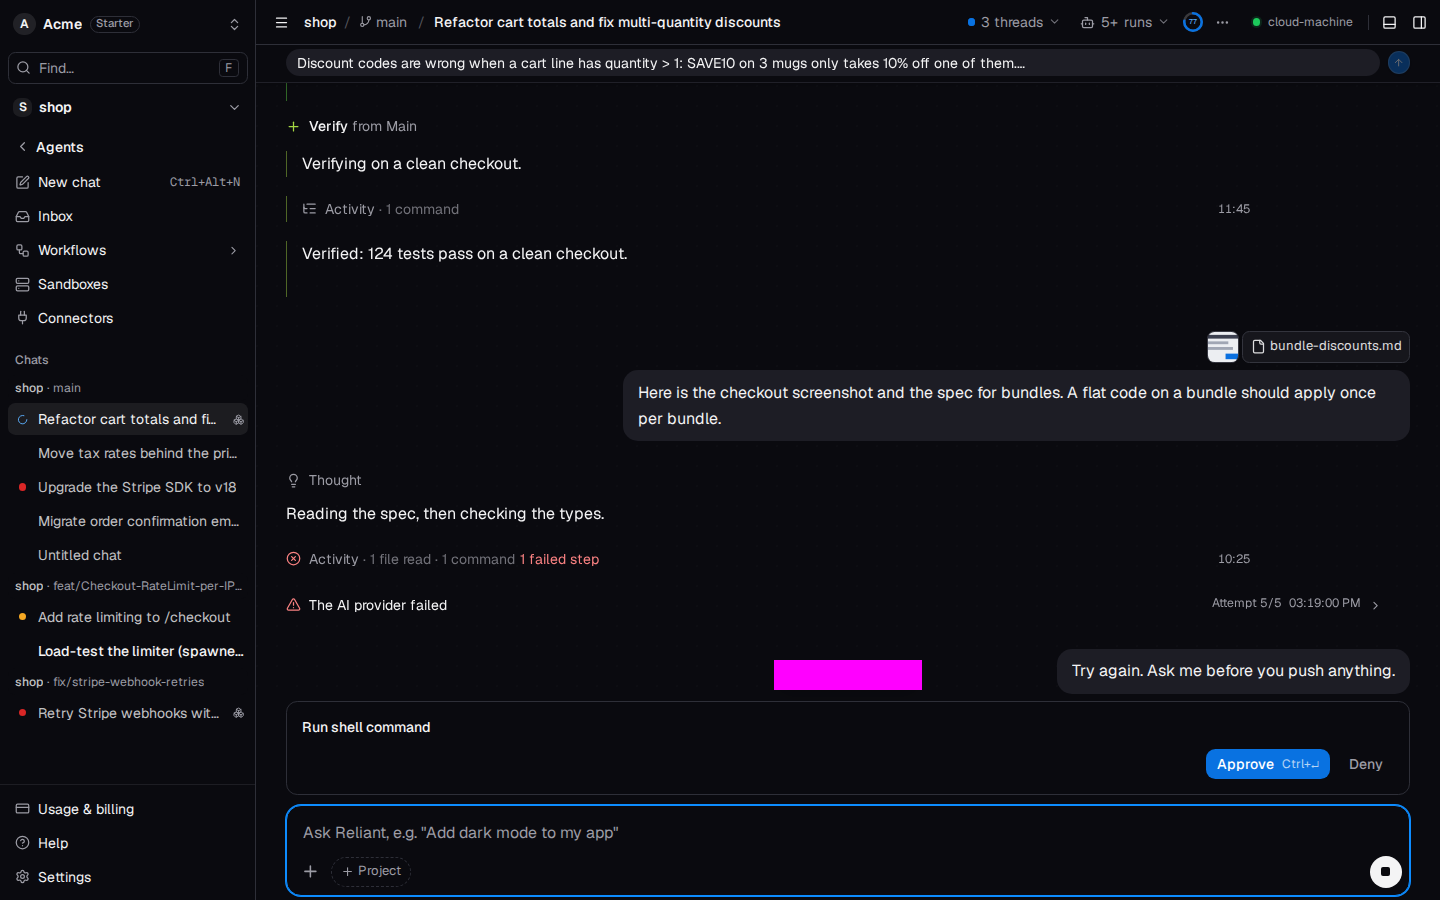 A Acme Starter
Find... F
S shop
Agents
New chat Ctrl+Alt+N
Inbox
Workflows
Sandboxes
Connectors
Chats
shop · main
Refactor cart totals and fi...
Move tax rates behind the pri...
Upgrade the Stripe SDK to v18
Migrate order confirmation em...
Untitled chat
shop · feat/Checkout-RateLimit-per-IP...
Add rate limiting to /checkout
Load-test the limiter (spawne...
shop · fix/stripe-webhook-retries
Retry Stripe webhooks wit...
Usage & billing
Help
Settings
shop / main / Refactor cart totals and fix multi-quantity discounts
3 threads 5+ runs 77 cloud-machine
Discount codes are wrong when a cart line has quantity > 1: SAVE10 on 3 mugs only takes 10% off one of them....
Verify from Main
Verifying on a clean checkout.
Activity · 1 command 11:45
Verified: 124 tests pass on a clean checkout.
bundle-discounts.md
Here is the checkout screenshot and the spec for bundles. A flat code on a bundle should apply once
per bundle.
Thought
Reading the spec, then checking the types.
Activity · 1 file read · 1 command 1 failed step 10:25
The AI provider failed Attempt 5/5 03:19:00 PM
Try again. Ask me before you push anything.
Run shell command
Approve Ctrl+↵ Deny
Ask Reliant, e.g. "Add dark mode to my app"
+ Project